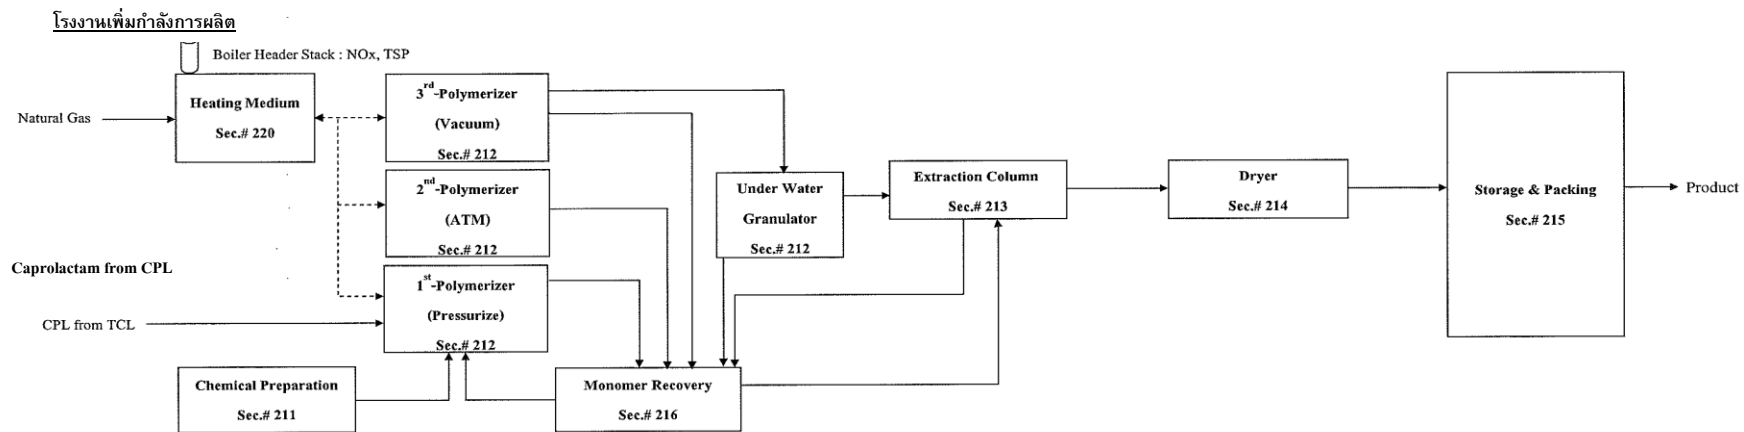 โรงงานเพิ่มกำลังการผลิต
Boiler Header Stack : NOx, TSP
Natural Gas
Heating Medium
Sec.# 220
3rd-Polymerizer
(Vacuum)
Sec.# 212
2nd-Polymerizer
(ATM)
Sec.# 212
Caprolactam from CPL
CPL from TCL
1st-Polymerizer
(Pressurize)
Sec.# 212
Chemical Preparation
Sec.# 211
Monomer Recovery
Sec.# 216
Under Water
Granulator
Sec.# 212
Extraction Column
Sec.# 213
Dryer
Sec.# 214
Storage & Packing
Sec.# 215
Product